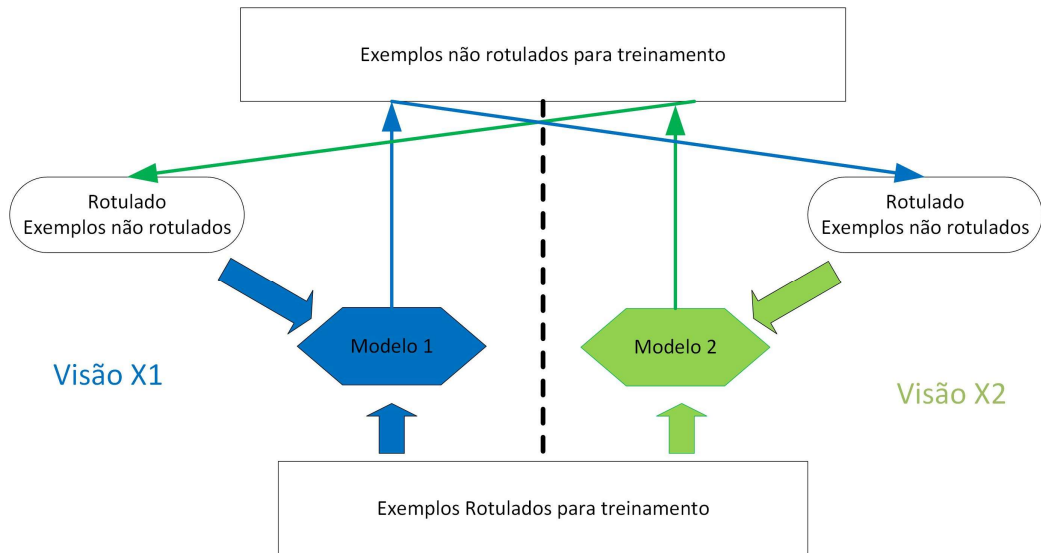 Exemplos não rotulados para treinamento
Rotulado
Exemplos não rotulados
Rotulado
Exemplos não rotulados
Modelo 1
Modelo 2
Visão X1
Visão X2
Exemplos Rotulados para treinamento